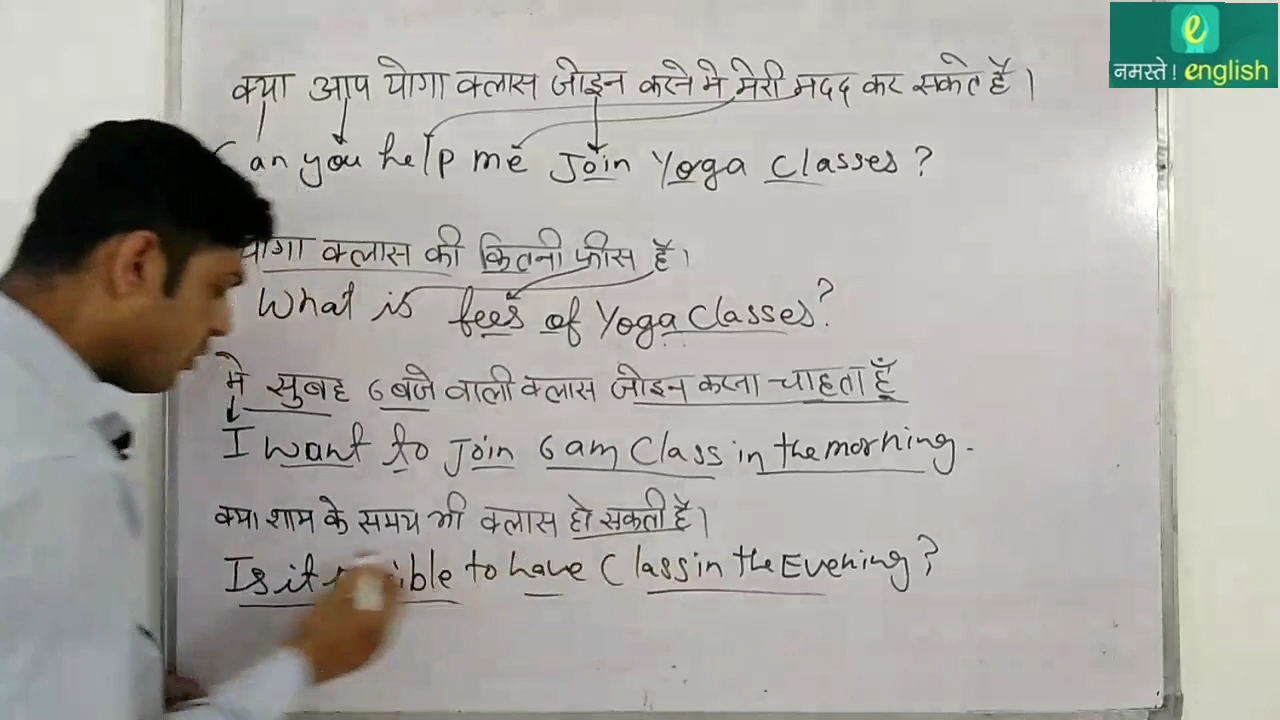 नमस्ते! english
क्या आप योगा क्लास जोइन करने मे मेरी मदद कर सकते हैं।
Can you help me Join Yoga Classes?
योगा क्लास की कितनी फीस है।
What is fees of Yoga Classes?
मे सुबह 6 बजे वाली क्लास जोइन करना चाहता हूँ
I want to Join 6 am Class in the morning.
क्या शाम के समय भी क्लास हो सकती है।
Is it to have Class in the Evening?